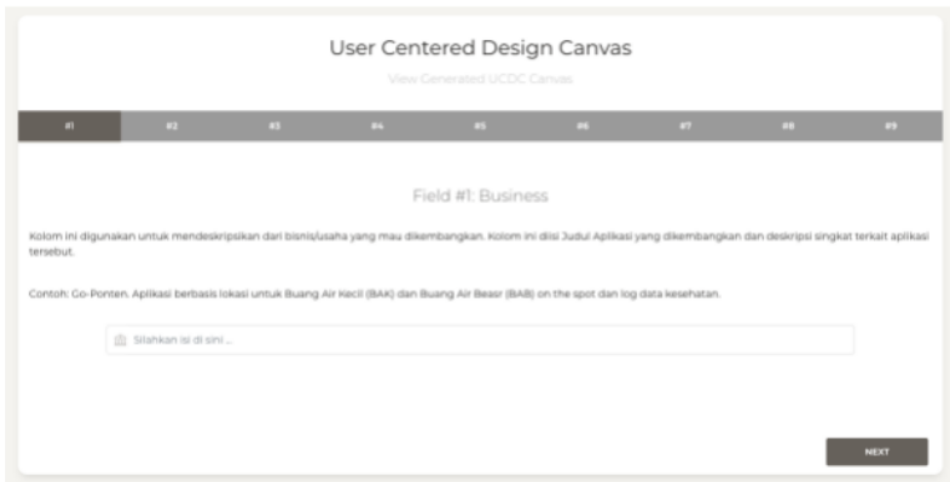 User Centered Design Canvas
View Generated UCDC Canvas
#1 #2 #3 #4 #5 #6 #7 #8 #9
Field #1: Business
Kolom ini digunakan untuk mendeskripsikan dari bisnis/usaha yang mau dikembangkan. Kolom ini diisi Judul Aplikasi yang dikembangkan dan deskripsi singkat terkait aplikasi
tersebut.
Contoh: Go-Ponten. Aplikasi berbasis lokasi untuk Buang Air Kecil (BAK) dan Buang Air Beasr (BAB) on the spot dan log data kesehatan.
Silahkan isi di sini ...
NEXT